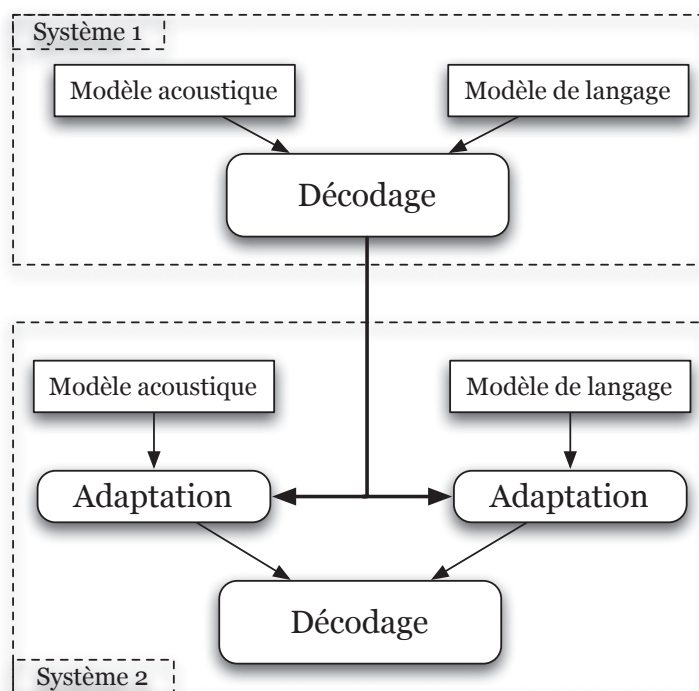 Système 1
Modèle acoustique
Modèle de langage
Décodage
Modèle acoustique
Modèle de langage
Adaptation
Adaptation
Décodage
Système 2